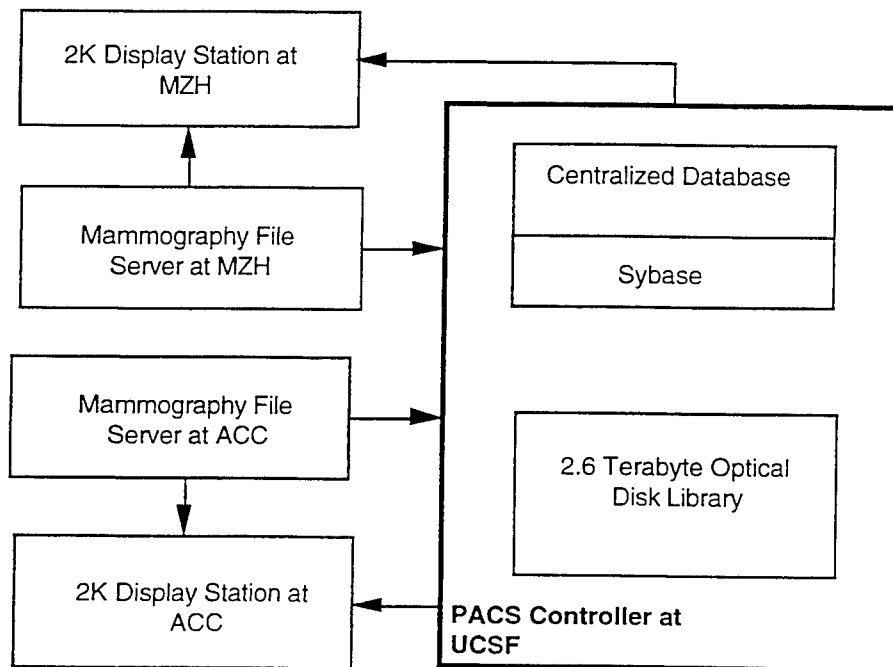 2K Display Station at
MZH
Mammography File
Server at MZH
Mammography File
Server at ACC
2K Display Station at
ACC
Centralized Database
Sybase
2.6 Terabyte Optical
Disk Library
PACS Controller at
UCSF